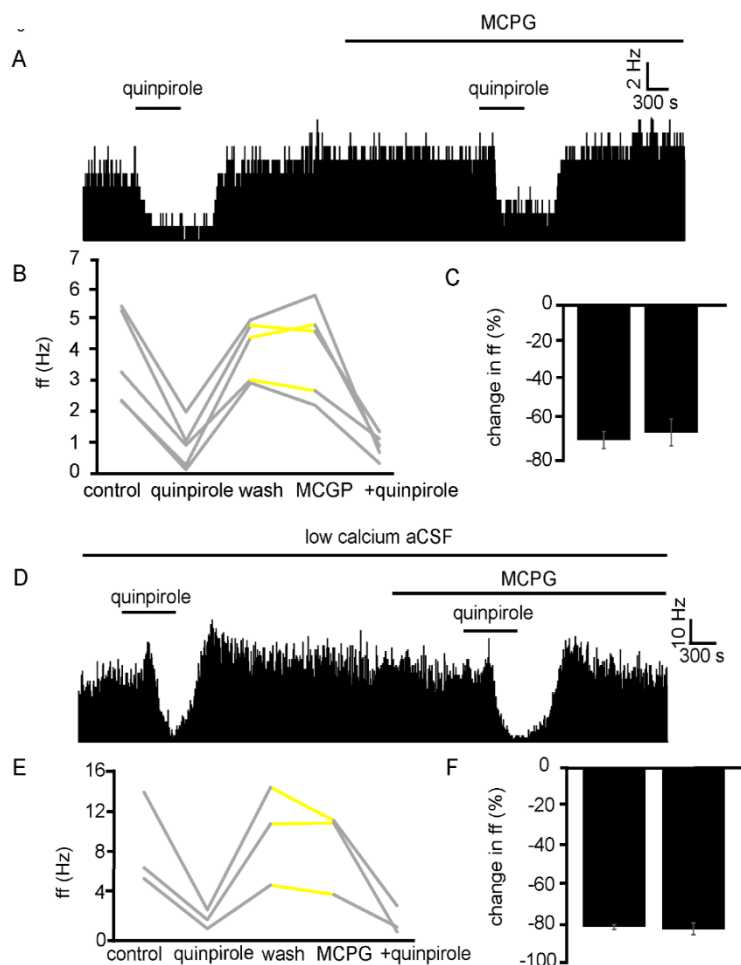 MCPG
A
quinpirole
quinpirole
2 Hz
300 s
B
7
6
5
4
3
2
1
0
ff (Hz)
control quinpirole wash MCGP +quinpirole
C
0
-20
-40
-60
-80
change in ff (%)
low calcium aCSF
D
MCPG
quinpirole
quinpirole
10 Hz
300 s
E
16
12
8
4
0
ff (Hz)
control quinpirole wash MCPG +quinpirole
F
0
-20
-40
-60
-80
-100
change in ff (%)